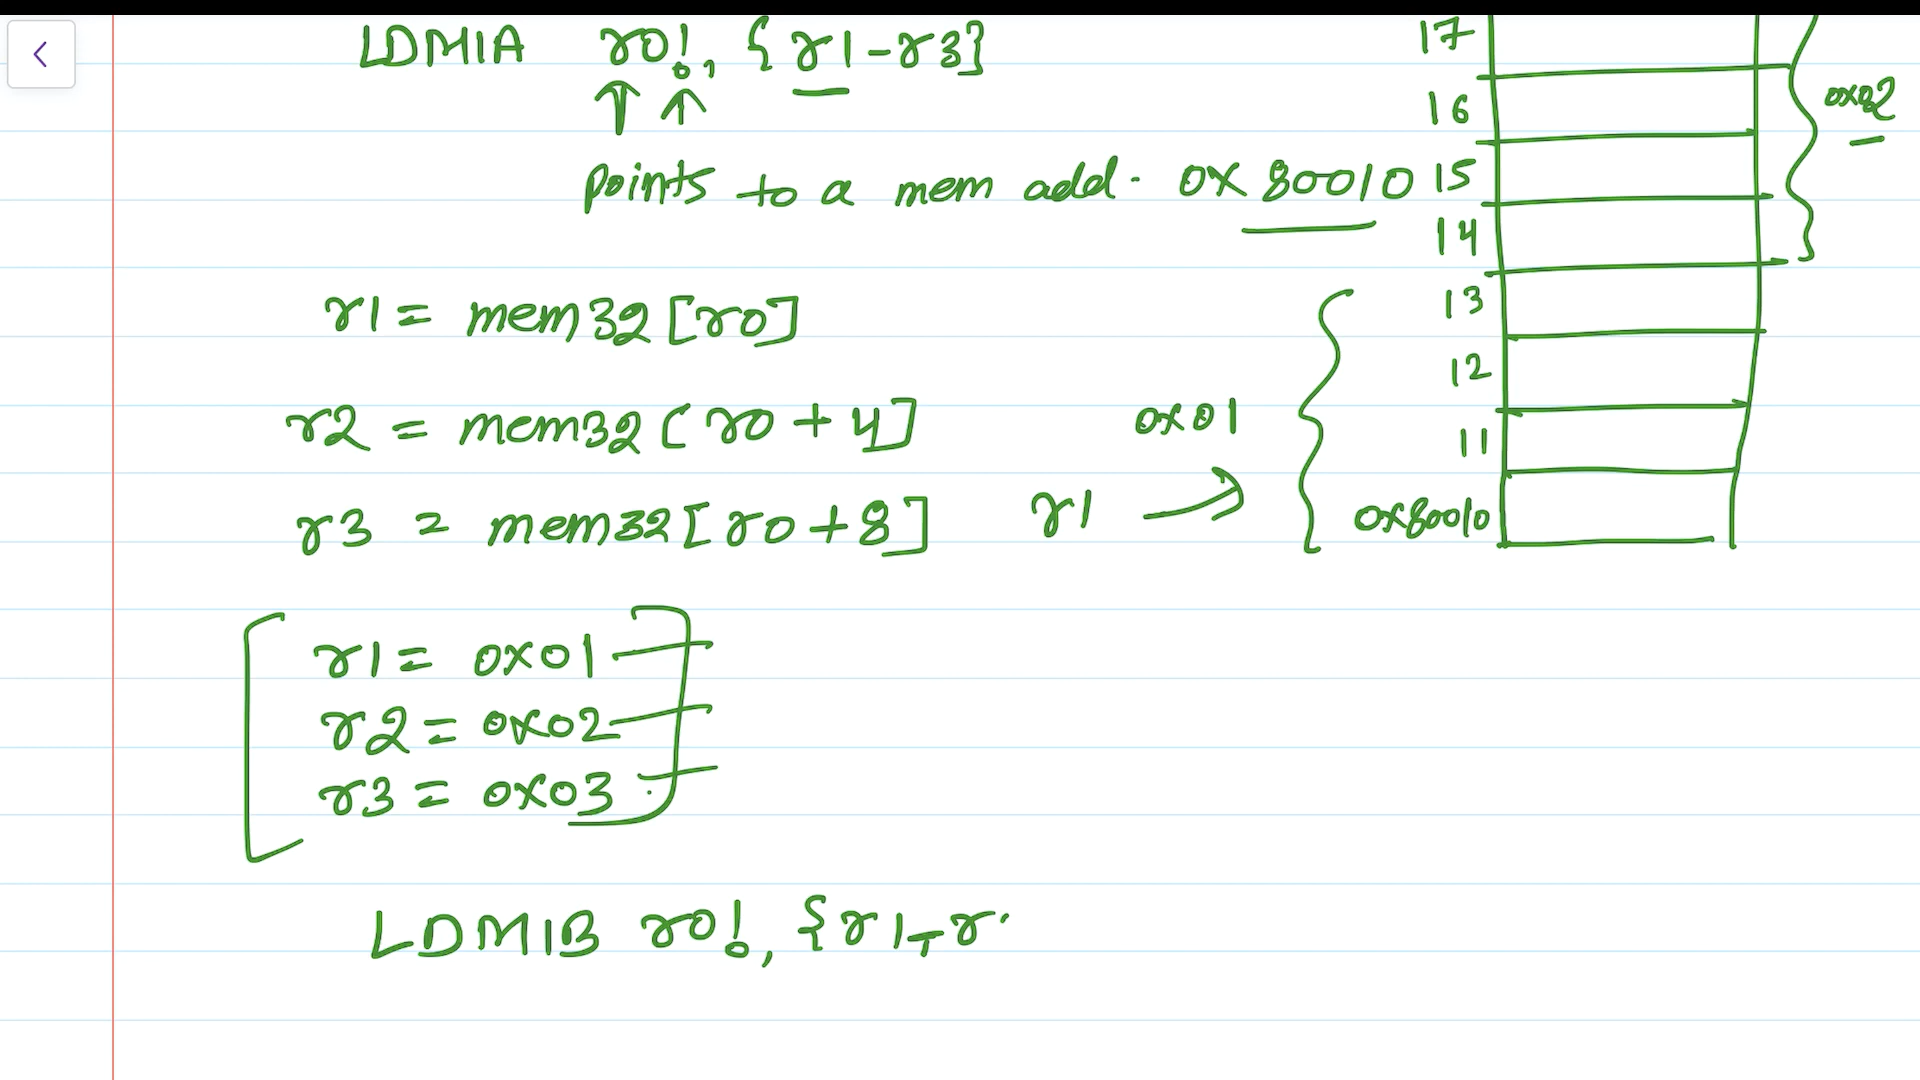 LDMIA r0!, {r1-r3}
17
16
0x02
points to a mem add. 0x80010
15
14
13
r1 = mem32[r0]
12
r2 = mem32[r0+4]
0x01
11
r3 = mem32[r0+8]
r1
0x80010
r1 = 0x01
r2 = 0x02
r3 = 0x03
LDMIB r0!, {r1-r